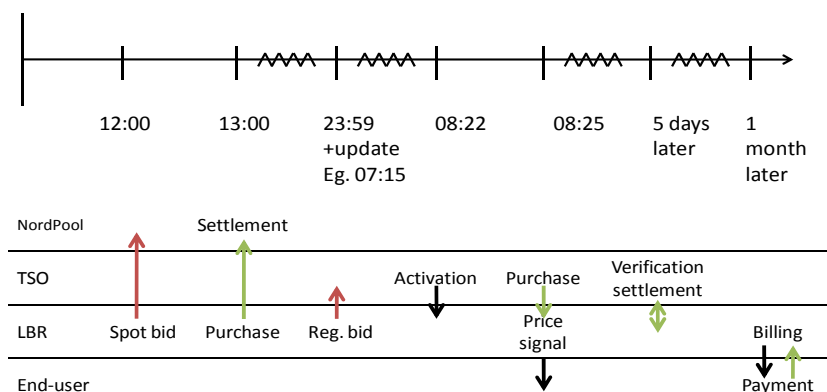 12:00 13:00 23:59 08:22 08:25 5 days 1
+update later month
Eg. 07:15 later
NordPool Settlement
TSO Activation Purchase Verification
settlement
LBR Spot bid Purchase Reg. bid Price
signal Billing
End-user Payment